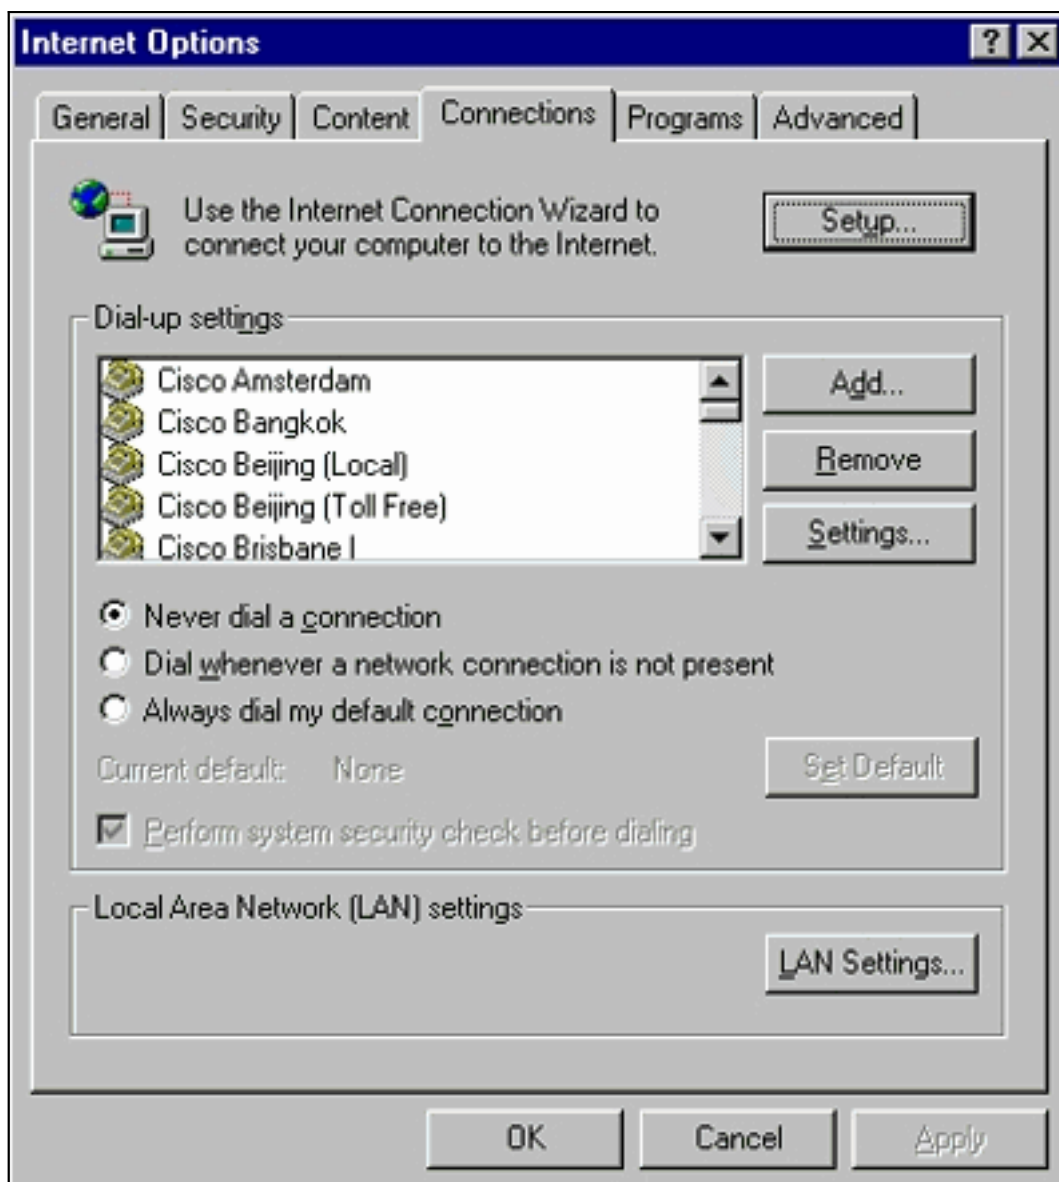 Internet Options
General Security Content Connections Programs Advanced
Use the Internet Connection Wizard to
connect your computer to the Internet.
Setup...
Dial-up settings
Cisco Amsterdam
Cisco Bangkok
Cisco Beijing (Local)
Cisco Beijing (Toll Free)
Cisco Brisbane I
Add...
Remove
Settings...
Never dial a connection
Dial whenever a network connection is not present
Always dial my default connection
Current default: None
Set Default
Perform system security check before dialing
Local Area Network (LAN) settings
LAN Settings...
OK Cancel Apply